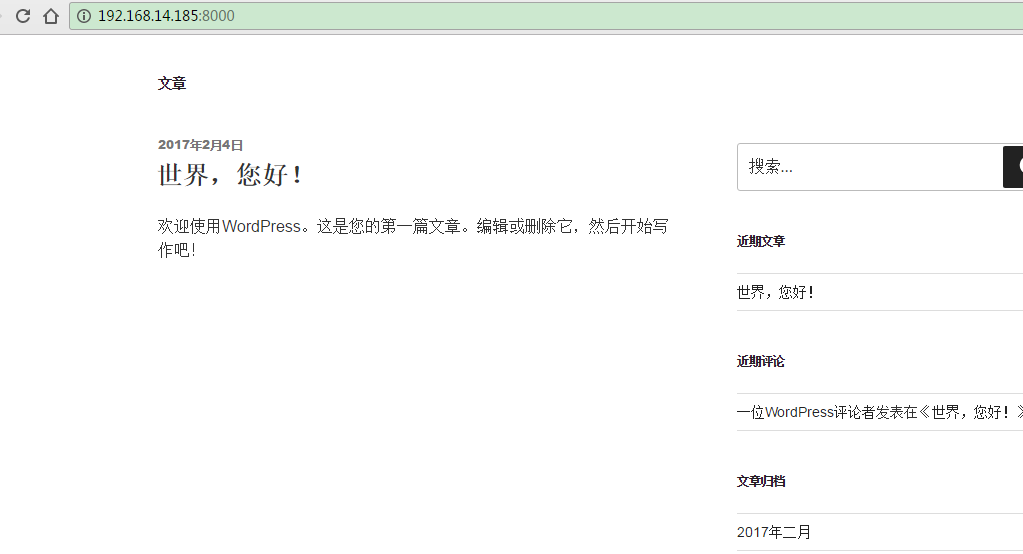 192.168.14.185:8000
文章
2017年2月4日
世界，您好！
欢迎使用WordPress。这是您的第一篇文章。编辑或删除它，然后开始写
作吧！
搜索...
近期文章
世界，您好！
近期评论
一位WordPress评论者发表在《世界，您好！》
文章归档
2017年二月